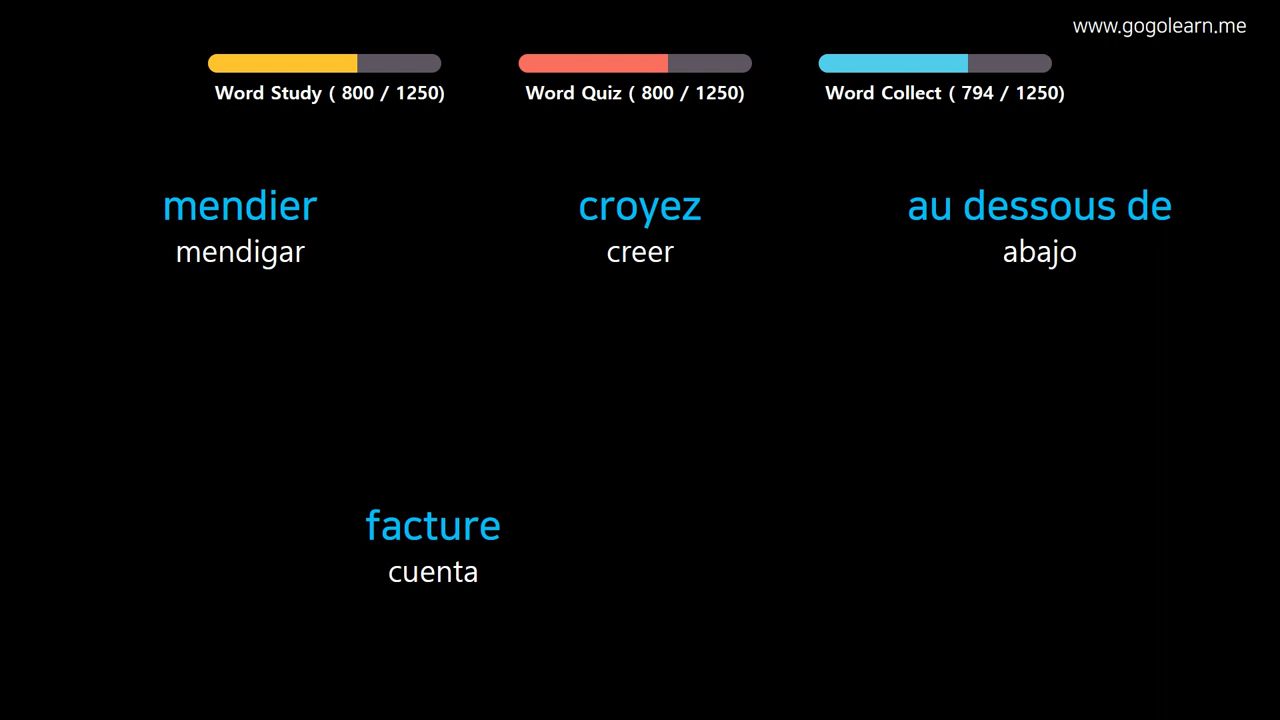 www.gogolearn.me
Word Study ( 800 / 1250)
Word Quiz ( 800 / 1250)
Word Collect ( 794 / 1250)
mendier
mendigar
croyez
creer
au dessous de
abajo
facture
cuenta